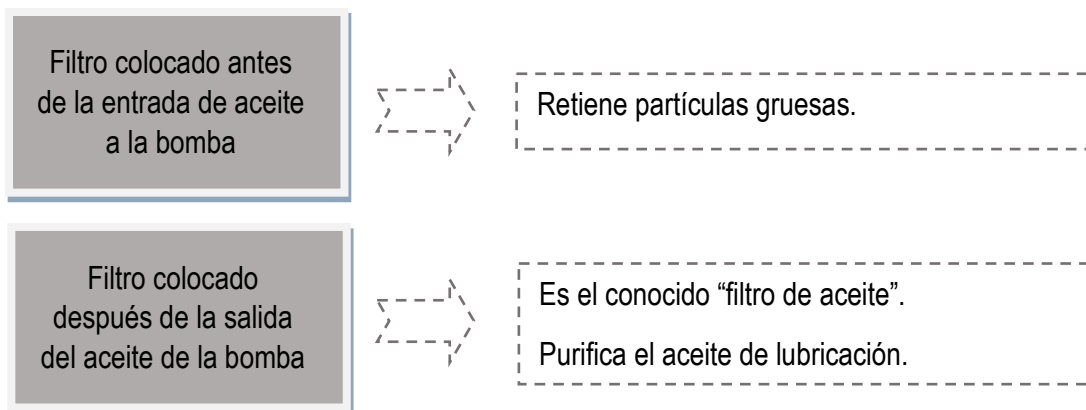 Filtro colocado antes
de la entrada de aceite
a la bomba
Retiene partículas gruesas.
Filtro colocado
después de la salida
del aceite de la bomba
Es el conocido “filtro de aceite”.
Purifica el aceite de lubricación.